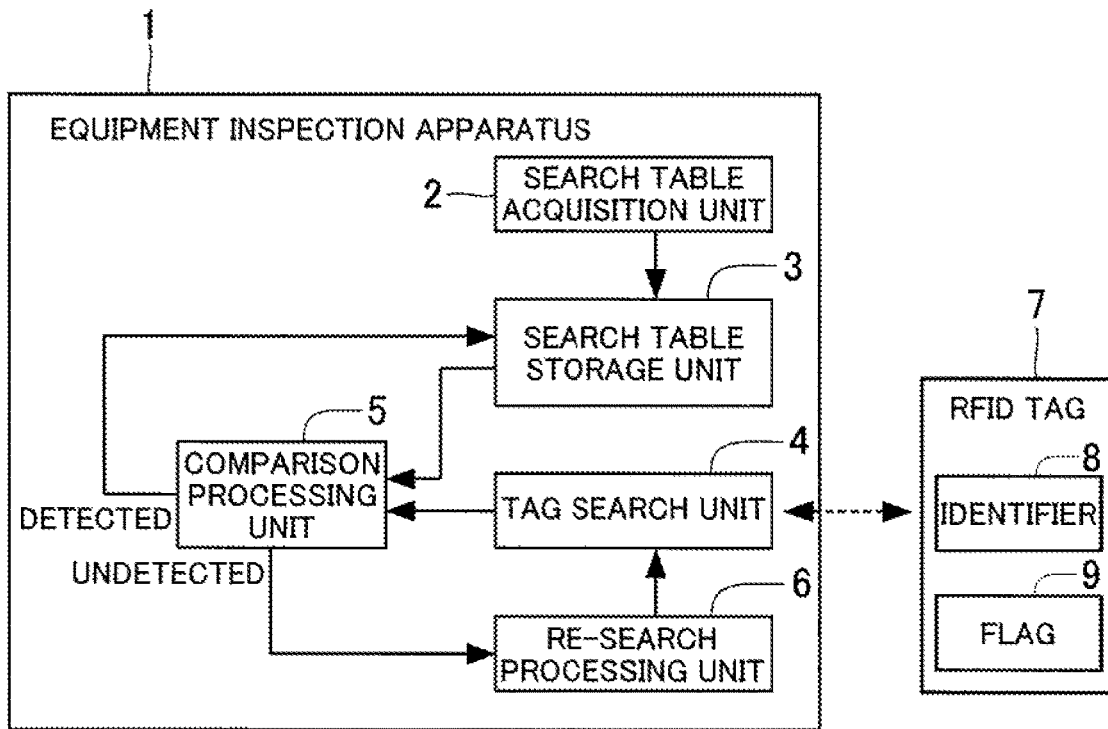 1
EQUIPMENT INSPECTION APPARATUS
2
SEARCH TABLE
ACQUISITION UNIT
3
SEARCH TABLE
STORAGE UNIT
7
RFID TAG
5
COMPARISON
PROCESSING
UNIT
4
TAG SEARCH UNIT
8
IDENTIFIER
DETECTED
UNDETECTED
6
RE-SEARCH
PROCESSING UNIT
9
FLAG